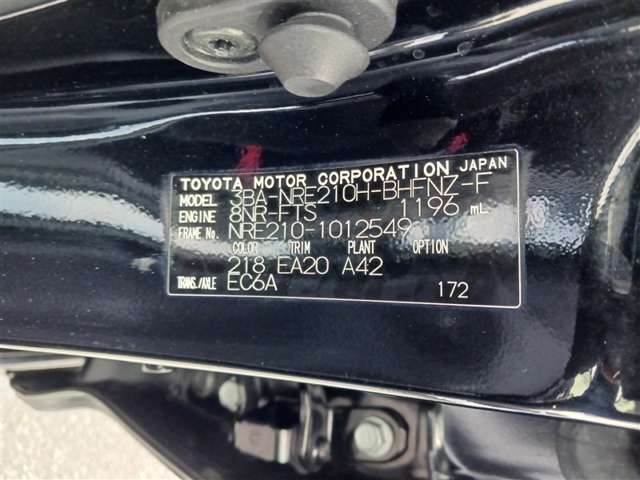 TOYOTA MOTOR CORPORATION JAPAN
MODEL 3BA-NRE210H-BHFNZ-F
ENGINE 8NR-FTS 1196 mL
FRAME No. NRE210-1012549
COLOR TRIM PLANT OPTION
218 EA20 A42
TRANS./AXLE EC6A 172